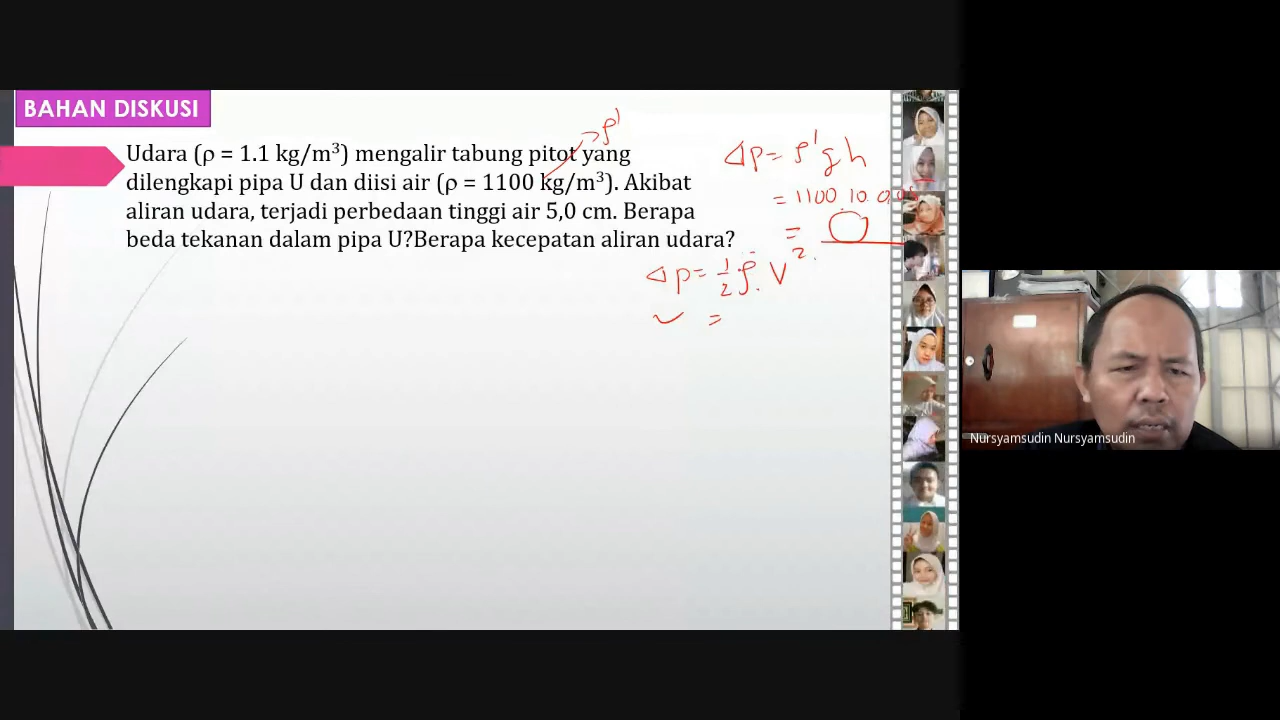 BAHAN DISKUSI
Udara (ρ = 1.1 kg/m³) mengalir tabung pitot yang
dilengkapi pipa U dan diisi air (ρ = 1100 kg/m³). Akibat
aliran udara, terjadi perbedaan tinggi air 5,0 cm. Berapa
beda tekanan dalam pipa U?Berapa kecepatan aliran udara?
ρ'
Δp = ρ' g h
= 1100.10.0,05
=
Δp = ½ ρ. v².
v =
Nursyamsudin Nursyamsudin